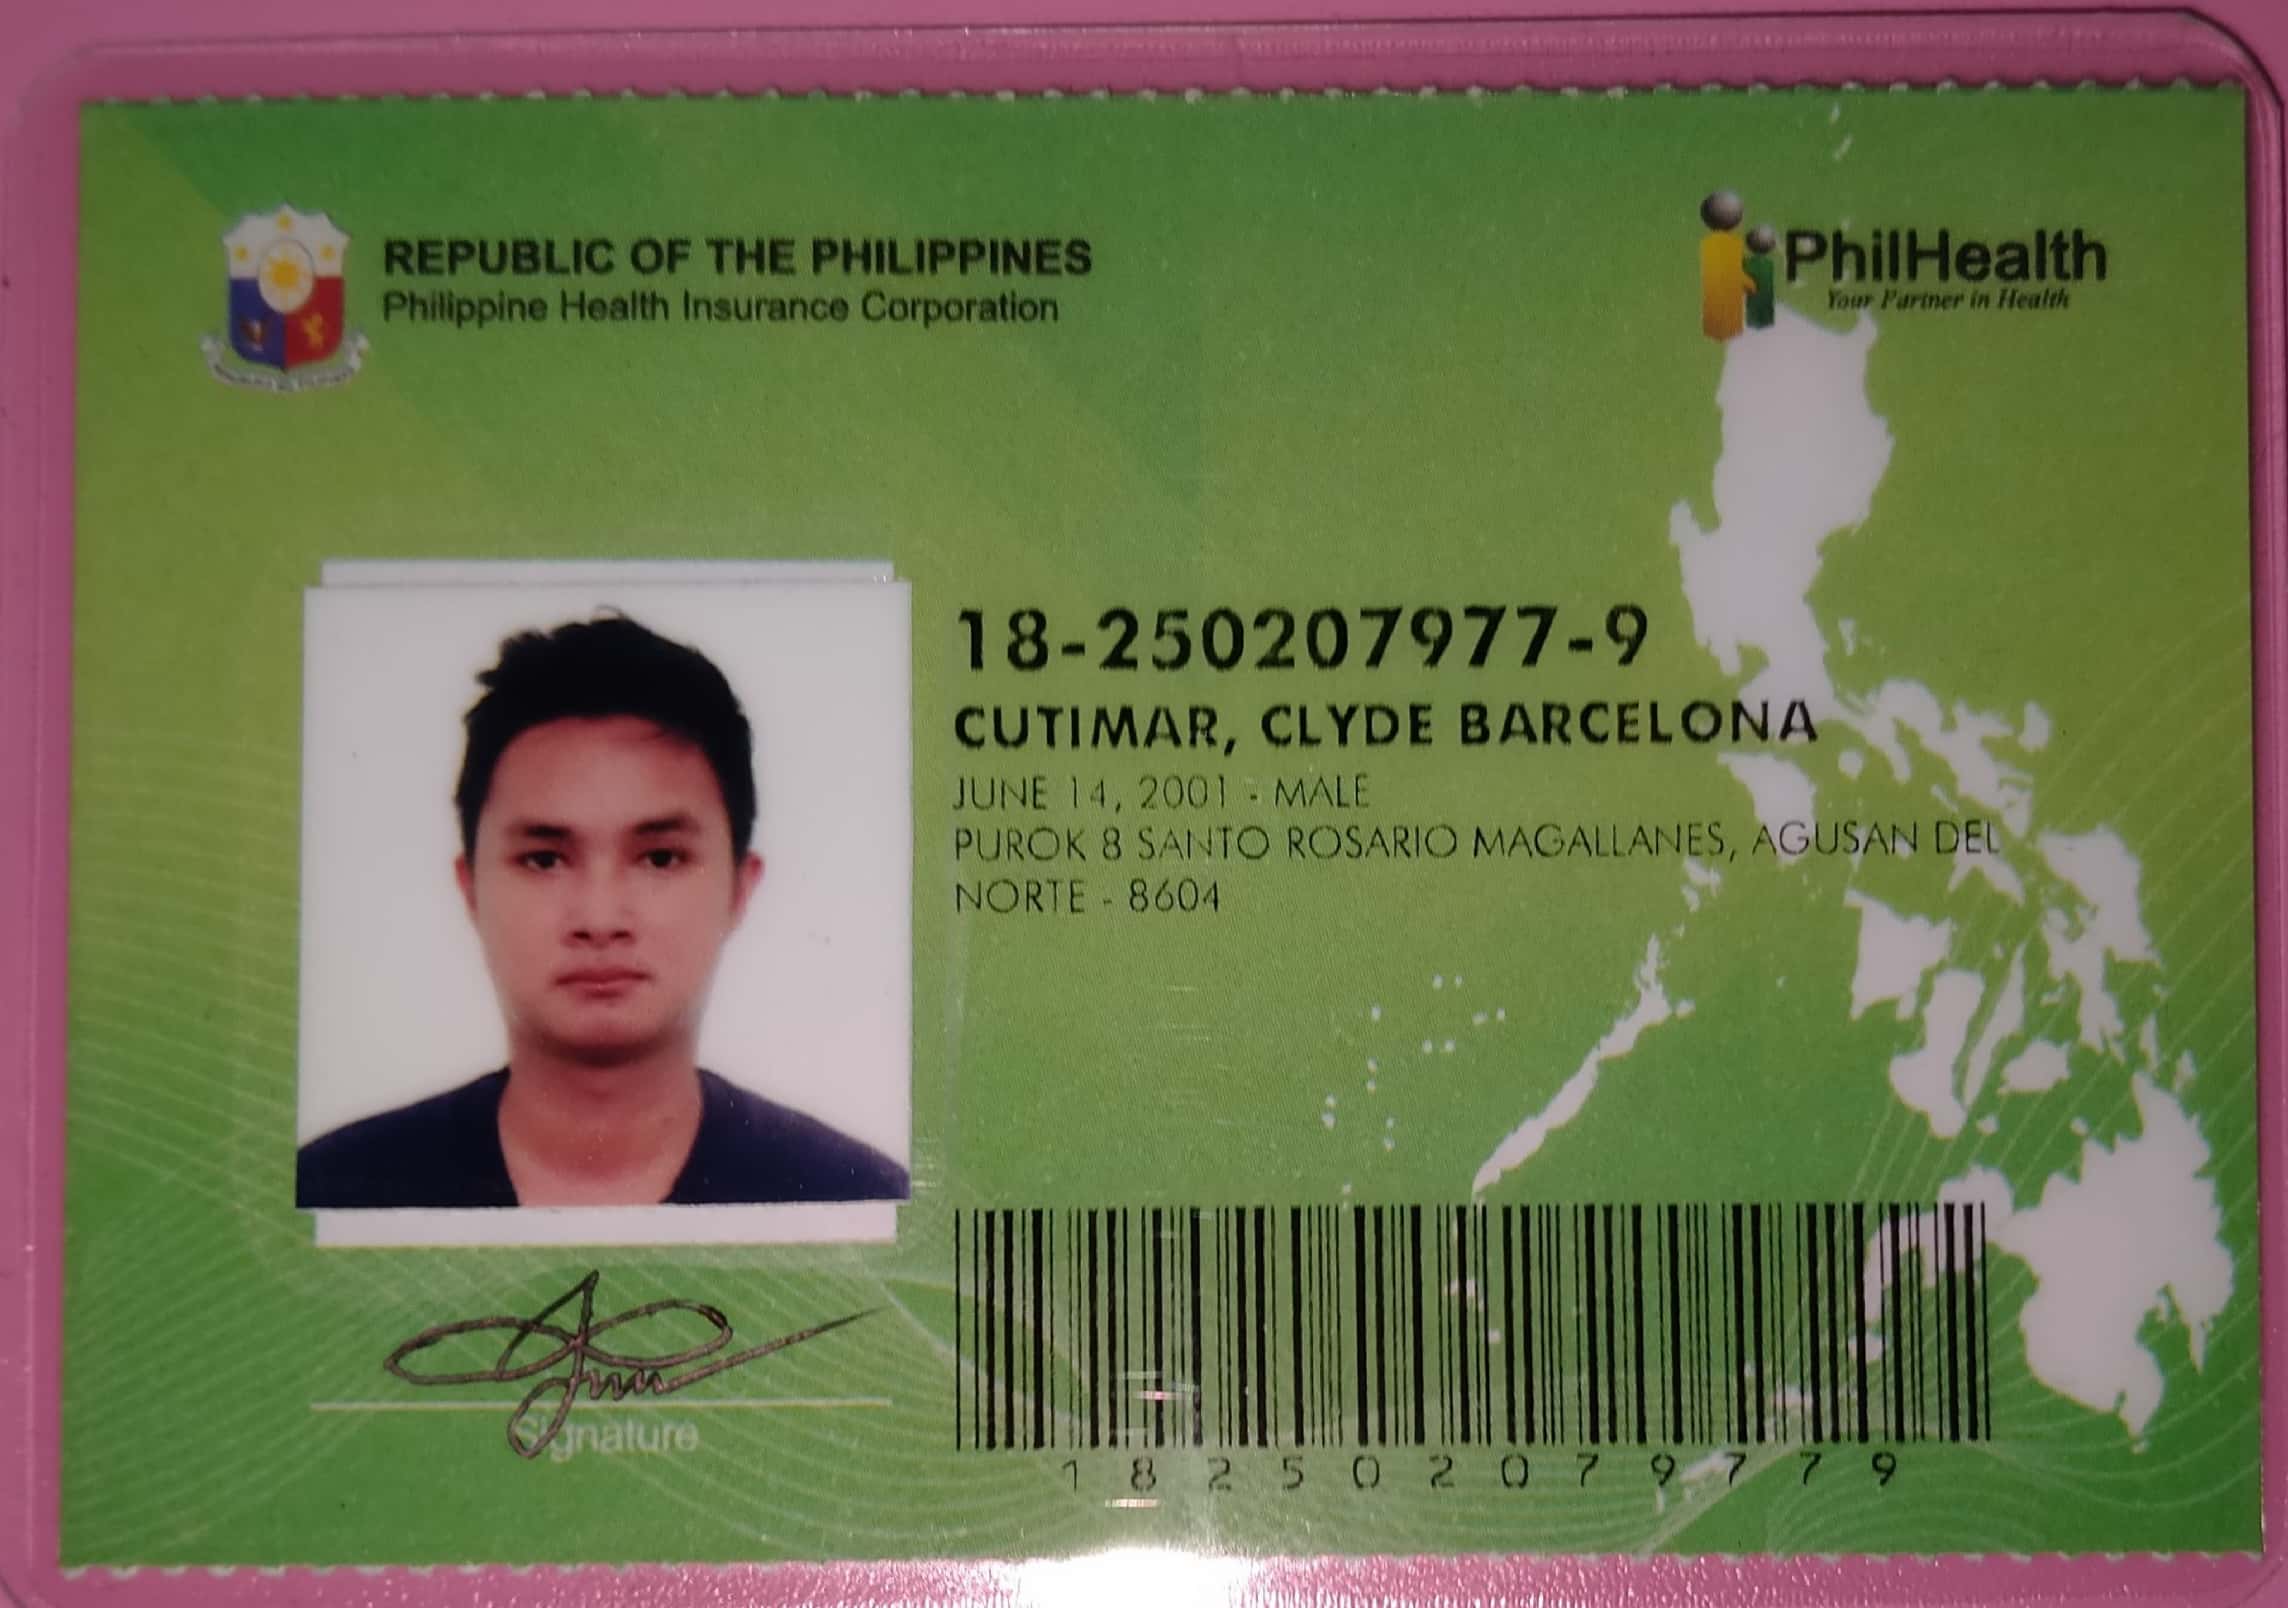 REPUBLIC OF THE PHILIPPINES
Philippine Health Insurance Corporation
PhilHealth
Your Partner in Health
18-250207977-9
CUTIMAR, CLYDE BARCELONA
JUNE 14, 2001 - MALE
PUROK 8 SANTO ROSARIO MAGALLANES, AGUSAN DEL
NORTE - 8604
Signature
182502079779